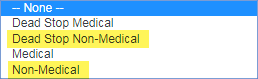 -- None --
Dead Stop Medical
Dead Stop Non-Medical
Medical
Non-Medical